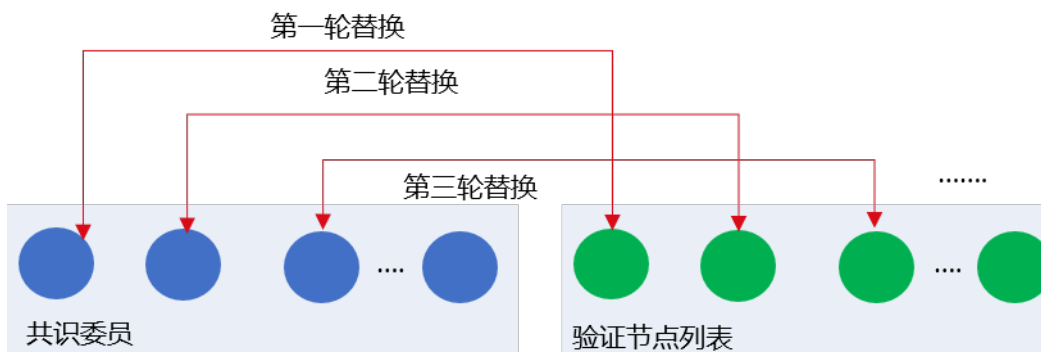 第一轮替换
第二轮替换
第三轮替换
.......
....
....
共识委员
验证节点列表